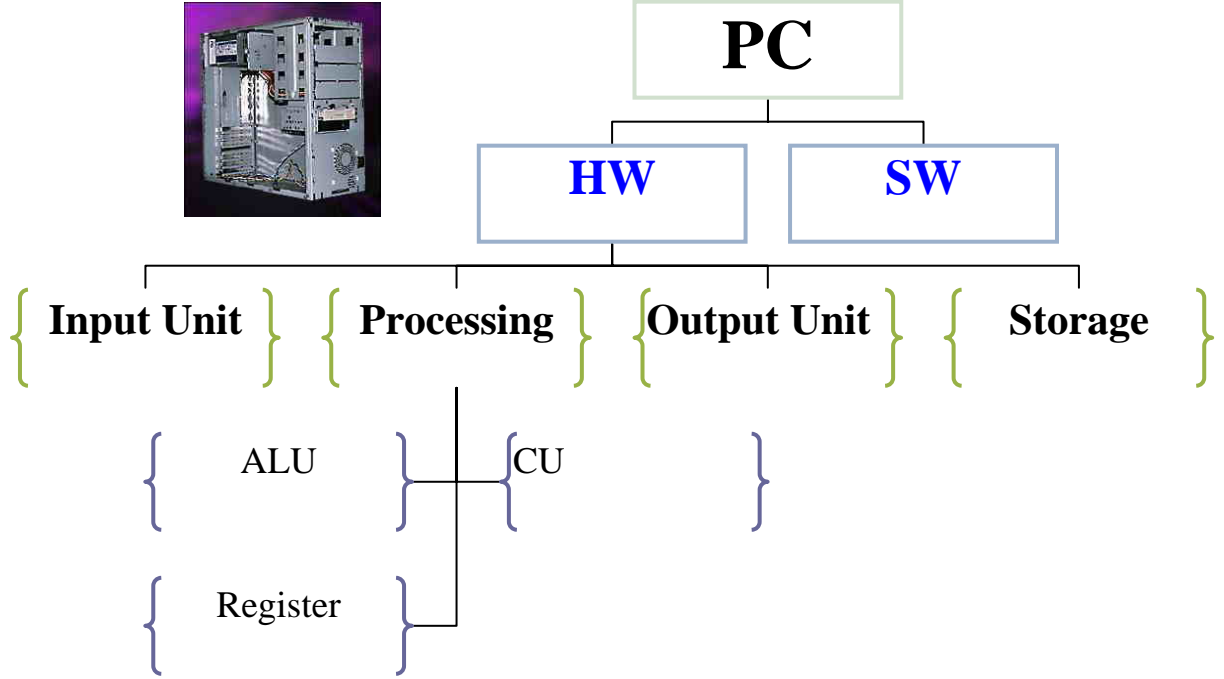 PC
HW
SW
Input Unit
Processing
Output Unit
Storage
ALU
CU
Register